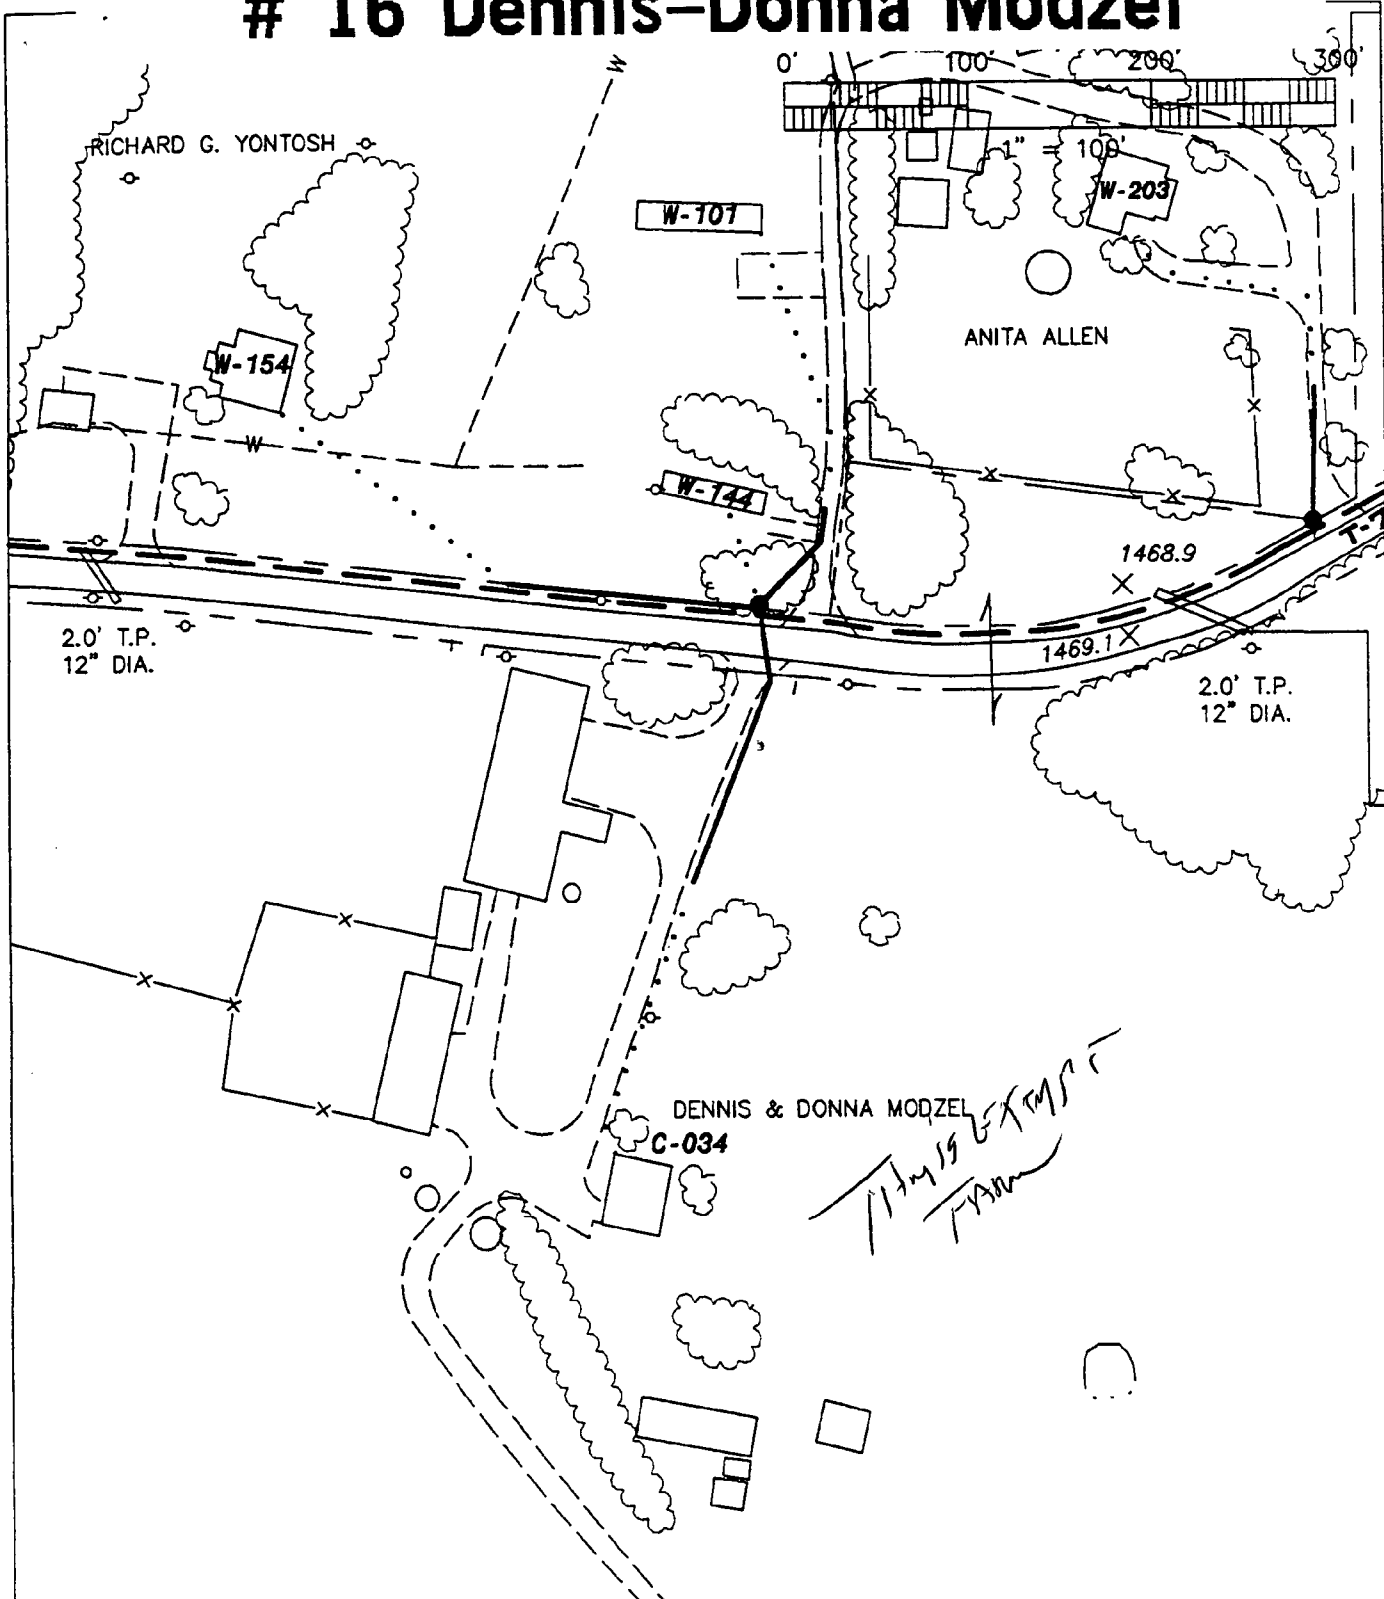 # 16 Dennis-Donna Modzel
0' 100' 200' 300'
1" = 100'
W
RICHARD G. YONTOSH
W-101
W-203
ANITA ALLEN
W-154
W
W-144
1468.9
1469.1
2.0' T.P.
12" DIA.
2.0' T.P.
12" DIA.
DENNIS & DONNA MODZEL
C-034